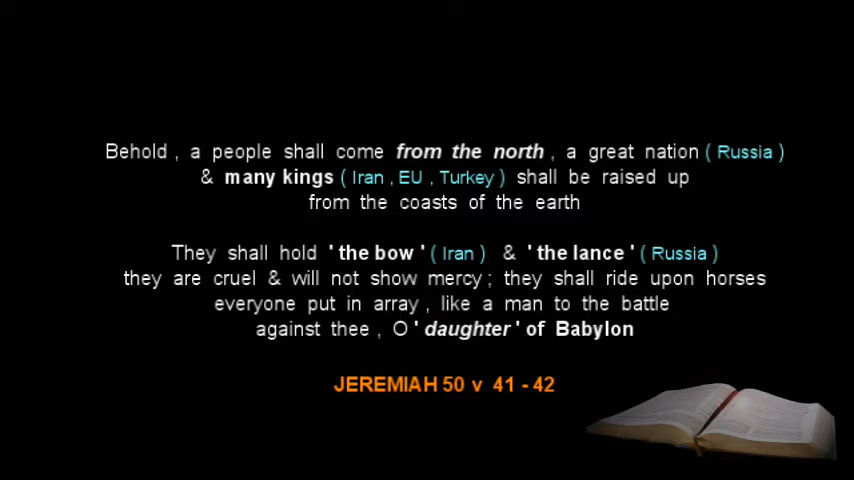 Behold , a people shall come from the north , a great nation ( Russia )
& many kings ( Iran , EU , Turkey ) shall be raised up
from the coasts of the earth
They shall hold ' the bow ' ( Iran ) & ' the lance ' ( Russia )
they are cruel & will not show mercy ; they shall ride upon horses
everyone put in array , like a man to the battle
against thee , O ' daughter ' of Babylon
JEREMIAH 50 v 41 - 42